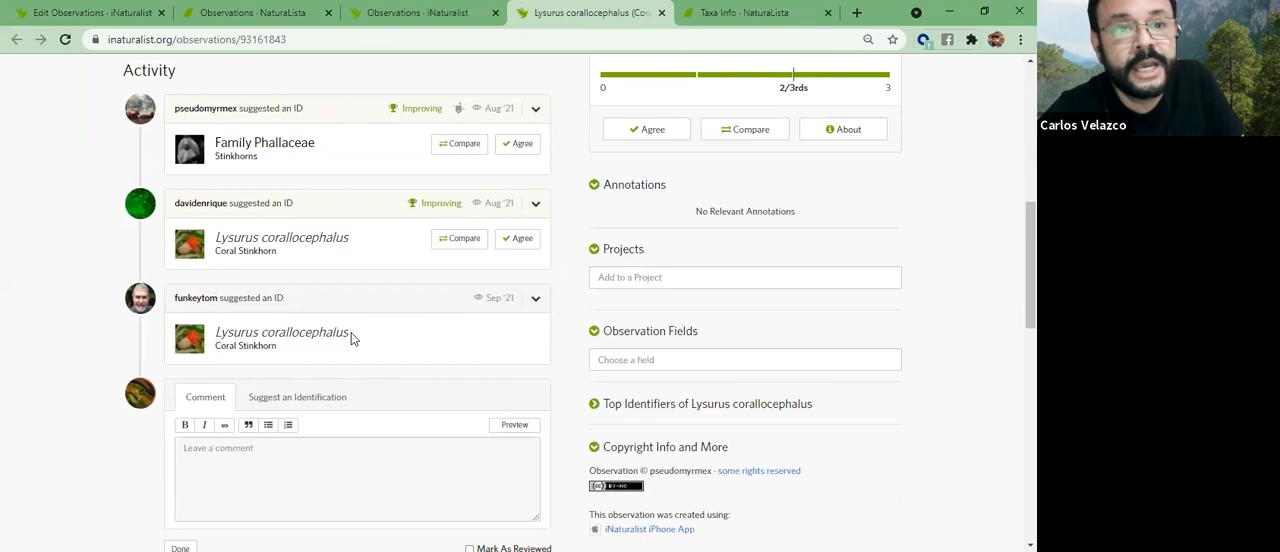 Edit Observations · iNaturalist
Observations · NaturaLista
Observations · iNaturalist
Lysurus corallocephalus (Cor
Taxa Info · NaturaLista
inaturalist.org/observations/93161843
Activity
pseudomyrmex suggested an ID
Improving
Aug '21
Family Phallaceae
Stinkhorns
Compare
Agree
davidenrique suggested an ID
Improving
Aug '21
Lysurus corallocephalus
Coral Stinkhorn
Compare
Agree
funkeytom suggested an ID
Sep '21
Lysurus corallocephalus
Coral Stinkhorn
Comment
Suggest an Identification
B
I
Preview
Leave a comment
Done
Mark As Reviewed
0
2/3rds
3
Agree
Compare
About
Annotations
No Relevant Annotations
Projects
Add to a Project
Observation Fields
Choose a field
Top Identifiers of Lysurus corallocephalus
Copyright Info and More
Observation © pseudomyrmex · some rights reserved
This observation was created using:
iNaturalist iPhone App
Carlos Velazco